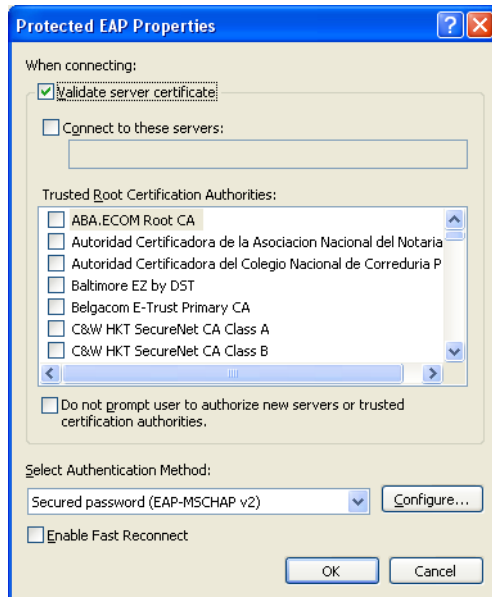 Protected EAP Properties
When connecting:
Validate server certificate
Connect to these servers:
Trusted Root Certification Authorities:
ABA.ECOM Root CA
Autoridad Certificadora de la Asociacion Nacional del Notaria
Autoridad Certificadora del Colegio Nacional de Correduria P
Baltimore EZ by DST
Belgacom E-Trust Primary CA
C&W HKT SecureNet CA Class A
C&W HKT SecureNet CA Class B
Do not prompt user to authorize new servers or trusted
certification authorities.
Select Authentication Method:
Secured password (EAP-MSCHAP v2)
Configure...
Enable Fast Reconnect
OK
Cancel